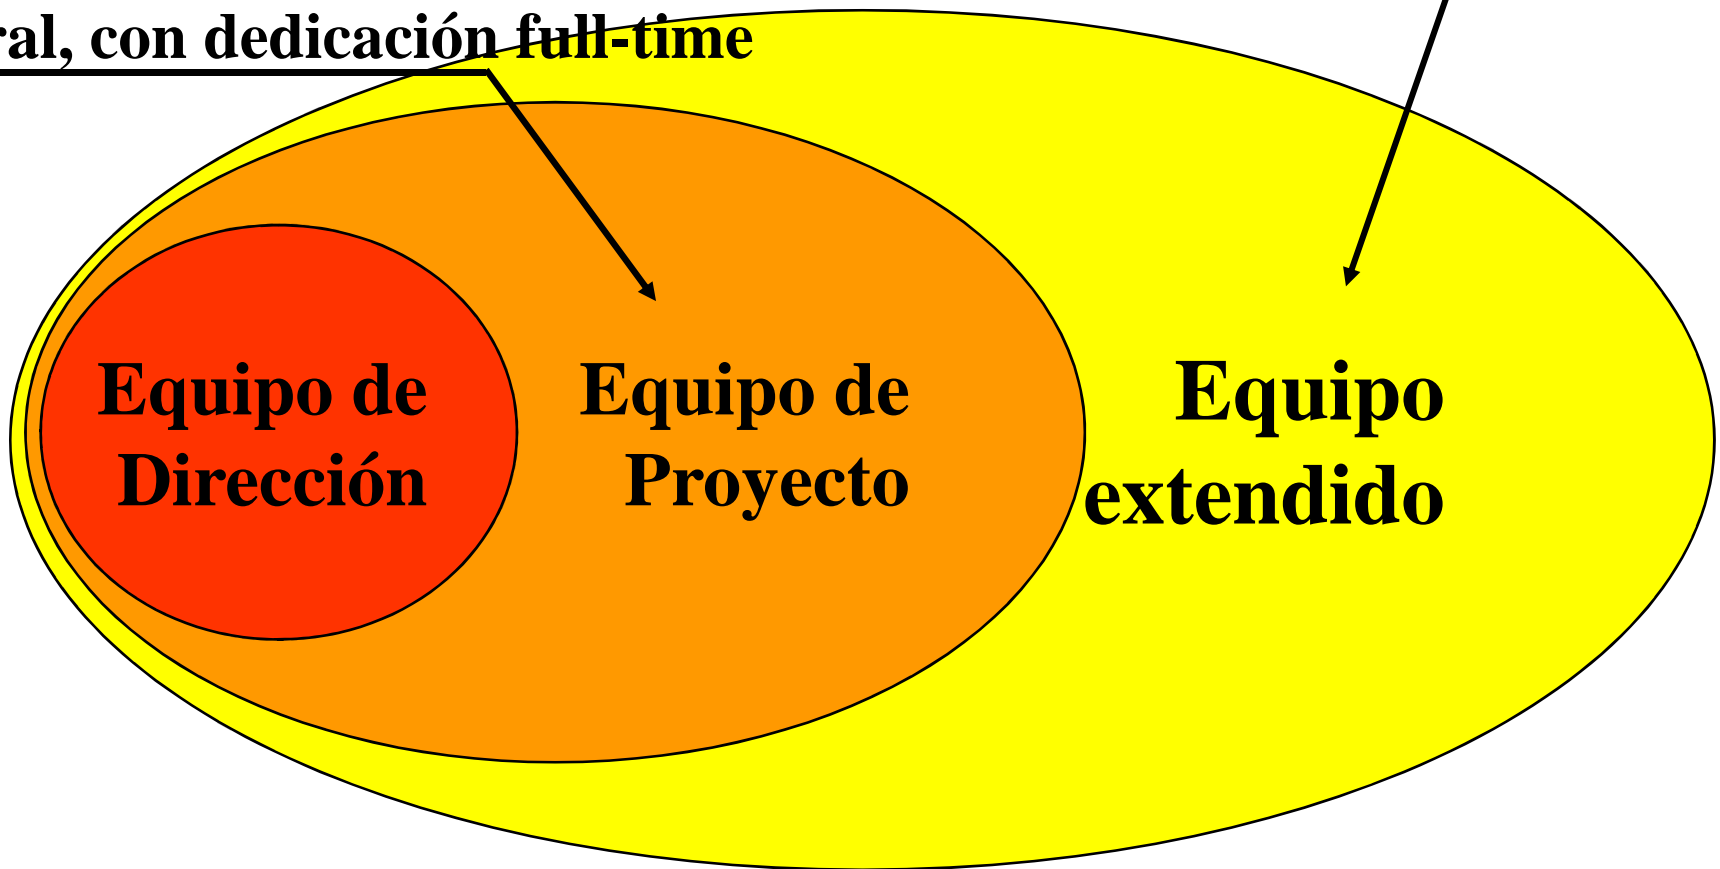 ral, con dedicación full-time
Equipo de
Dirección
Equipo de
Proyecto
Equipo
extendido